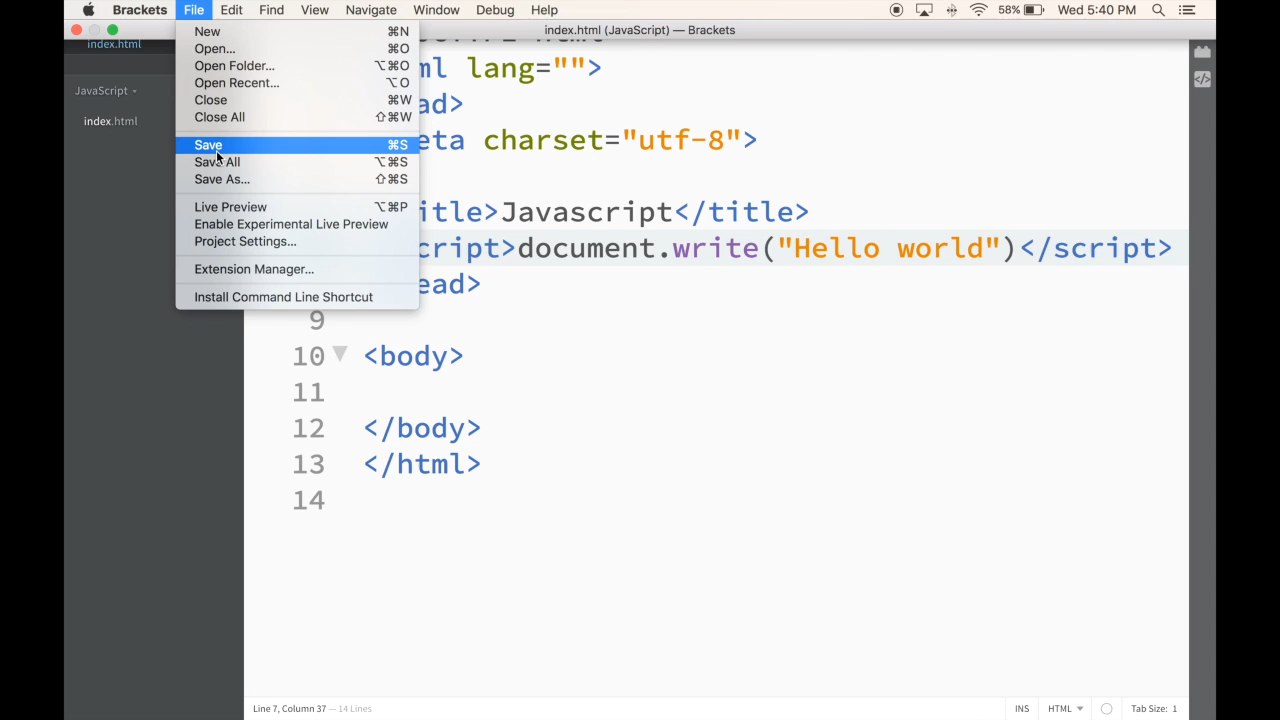 Brackets File Edit Find View Navigate Window Debug Help 58% Wed 5:40 PM
index.html (JavaScript) — Brackets
index.html
JavaScript
index.html
New ⌘N
Open... ⌘O
Open Folder... ⌥⌘O
Open Recent... ⌥O
Close ⌘W
Close All ⇧⌘W
Save ⌘S
Save All ⌥⌘S
Save As... ⇧⌘S
Live Preview ⌥⌘P
Enable Experimental Live Preview
Project Settings...
Extension Manager...
Install Command Line Shortcut
ml lang="">
ad>
eta charset="utf-8">
itle>Javascript</title>
cript>document.write("Hello world")</script>
ead>
9
10 <body>
11
12 </body>
13 </html>
14
Line 7, Column 37 — 14 Lines INS HTML Tab Size: 1